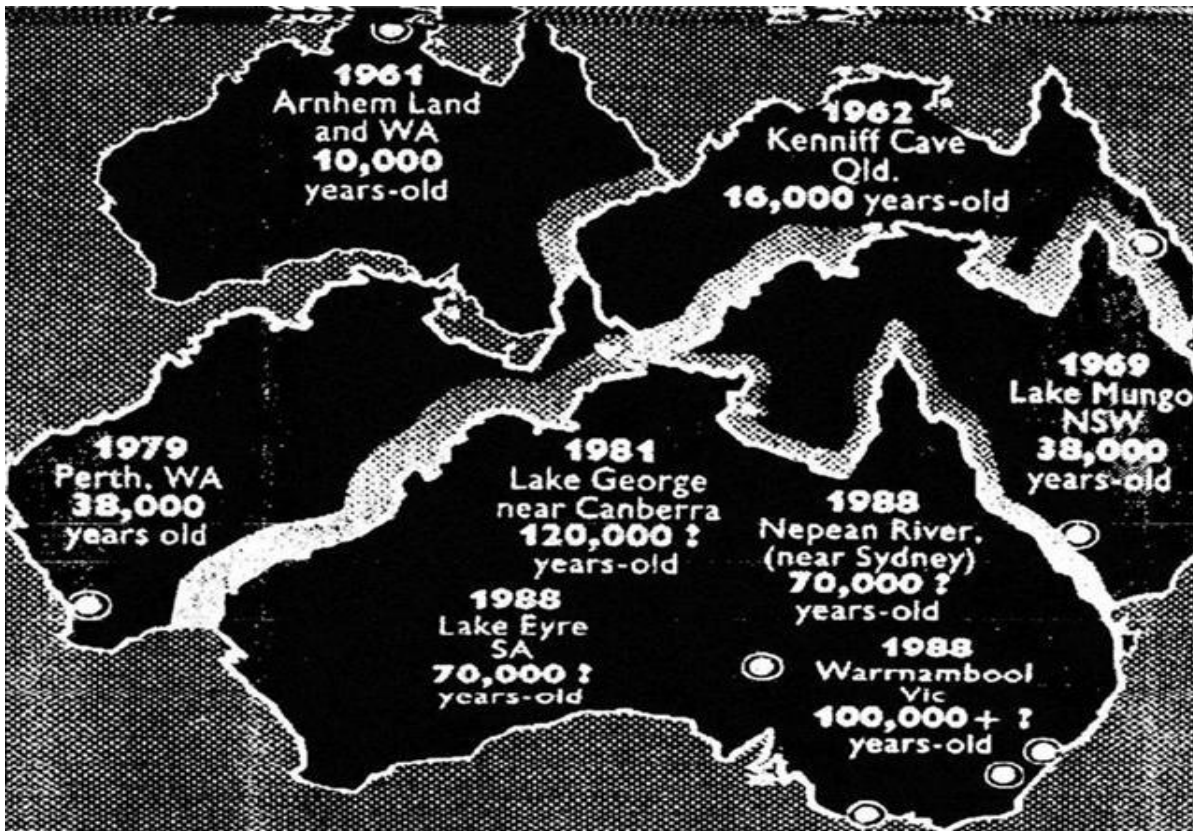 1961
Arnhem Land
and WA
10,000
years-old
1962
Kenniff Cave
Qld.
16,000 years-old
1969
Lake Mungo
NSW
38,000
years-old
1979
Perth, WA
38,000
years old
1981
Lake George
near Canberra
120,000 ?
years-old
1988
Nepean River,
(near Sydney)
70,000 ?
years-old
1988
Lake Eyre
SA
70,000 ?
years-old
1988
Warrnambool
Vic
100,000 + ?
years-old